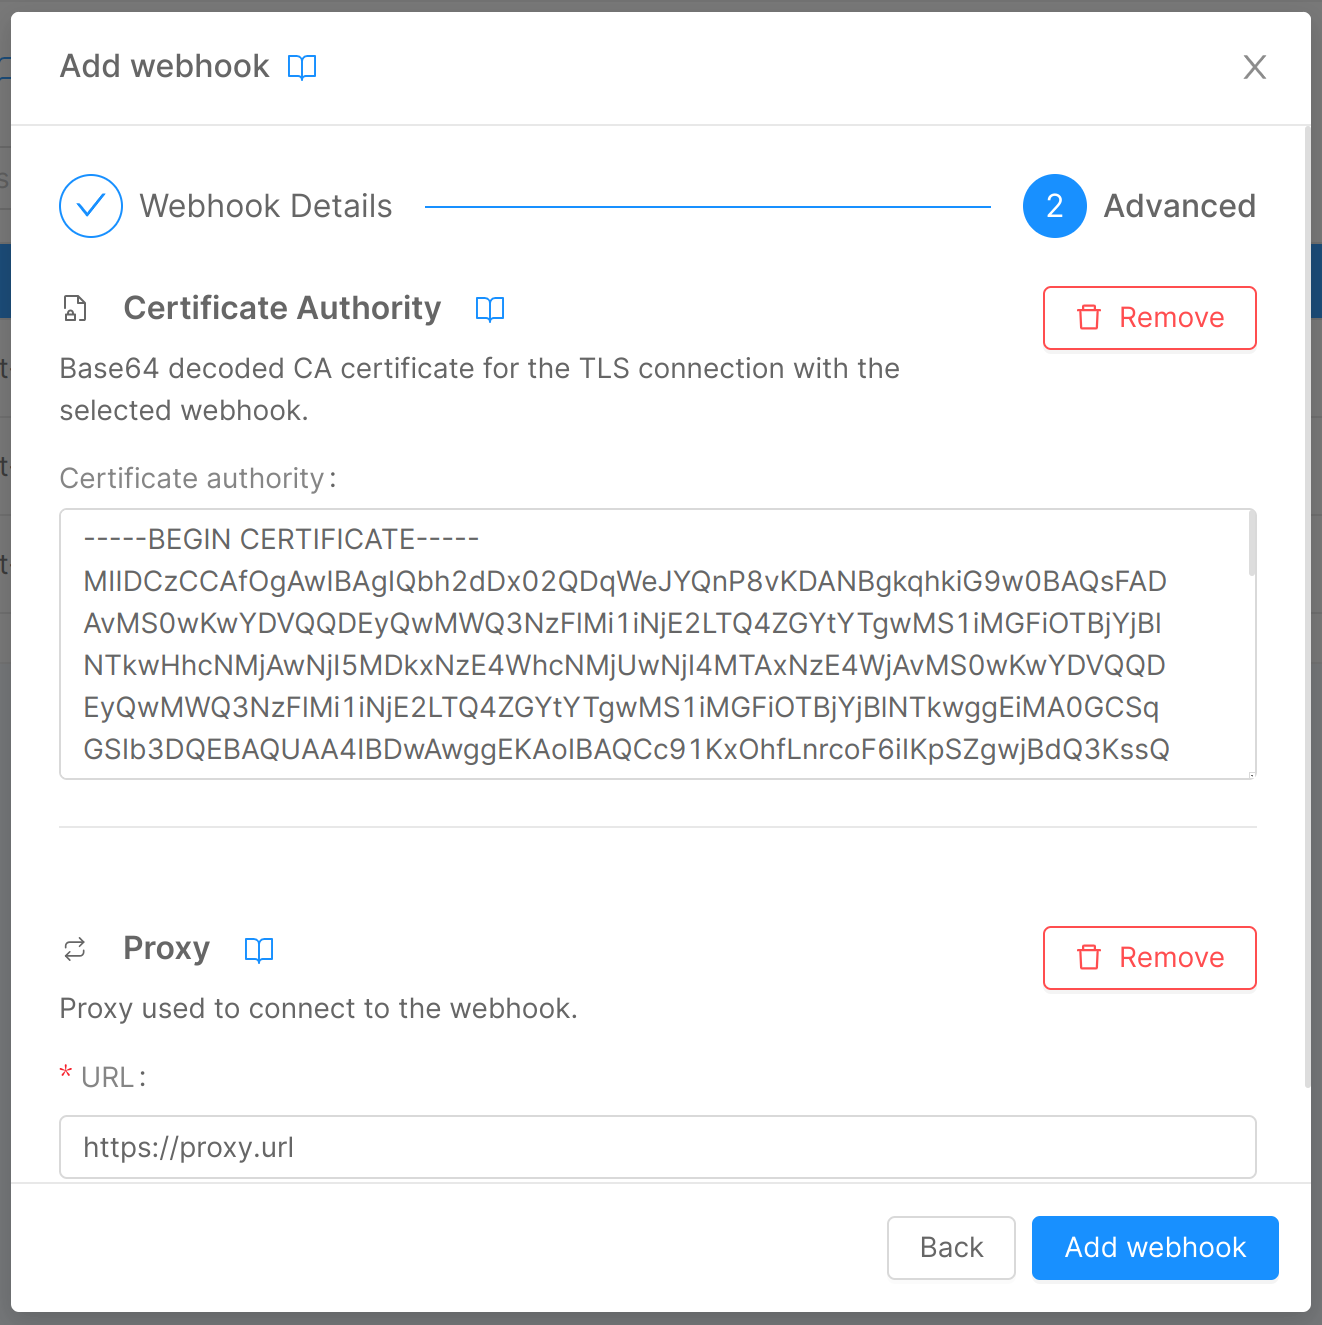 Add webhook
Webhook Details
2 Advanced
Certificate Authority
Remove
Base64 decoded CA certificate for the TLS connection with the
selected webhook.
Certificate authority:
-----BEGIN CERTIFICATE-----
MIIDCzCCAfOgAwIBAgIQbh2dDx02QDqWeJYQnP8vKDANBgkqhkiG9w0BAQsFAD
AvMS0wKwYDVQQDEyQwMWQ3NzFlMi1iNjE2LTQ4ZGYtYTgwMS1iMGFiOTBjYjBl
NTkwHhcNMjAwNjI5MDkxNzE4WhcNMjUwNjI4MTAxNzE4WjAvMS0wKwYDVQQD
EyQwMWQ3NzFlMi1iNjE2LTQ4ZGYtYTgwMS1iMGFiOTBjYjBlNTkwggEiMA0GCSq
GSIb3DQEBAQUAA4IBDwAwggEKAoIBAQCc91KxOhfLnrcoF6iIKpSZgwjBdQ3KssQ
Proxy
Remove
Proxy used to connect to the webhook.
* URL:
https://proxy.url
Back
Add webhook